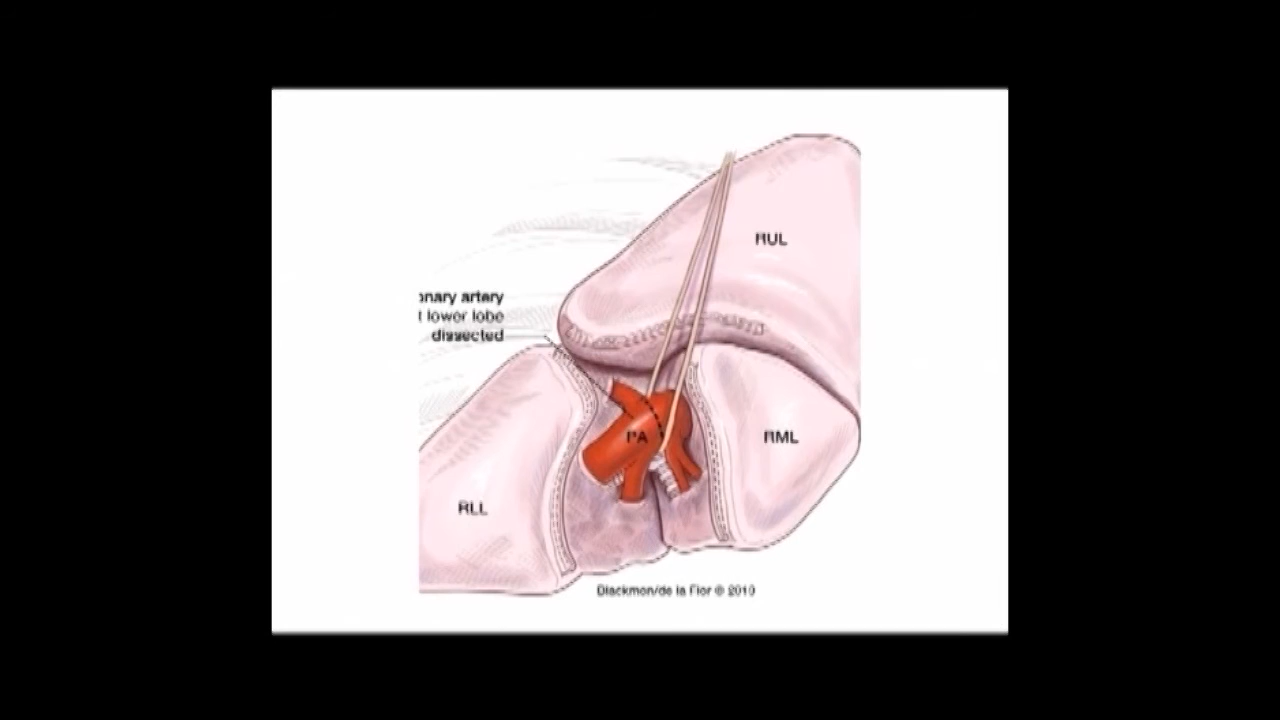 RUL
onary artery
t lower lobe
dissected
PA
RML
RLL
Blackmon/de la Flor © 2010